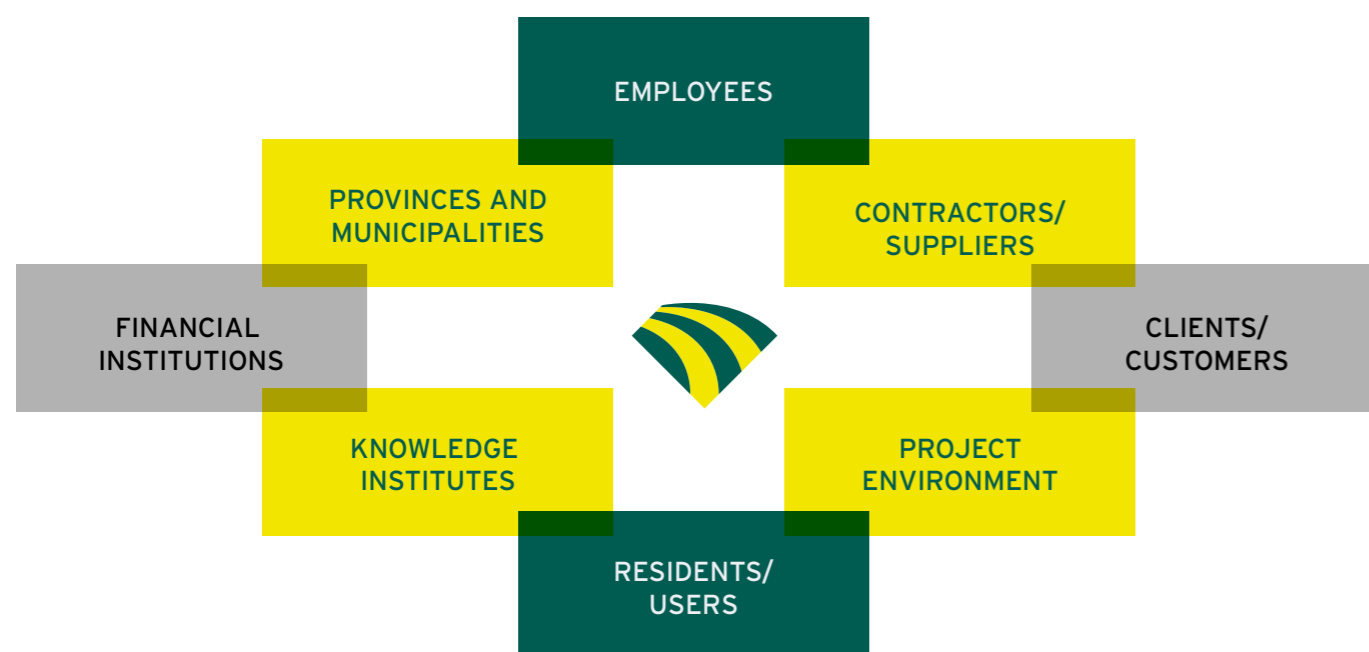 EMPLOYEES
PROVINCES AND
MUNICIPALITIES
CONTRACTORS/
SUPPLIERS
FINANCIAL
INSTITUTIONS
CLIENTS/
CUSTOMERS
KNOWLEDGE
INSTITUTES
PROJECT
ENVIRONMENT
RESIDENTS/
USERS